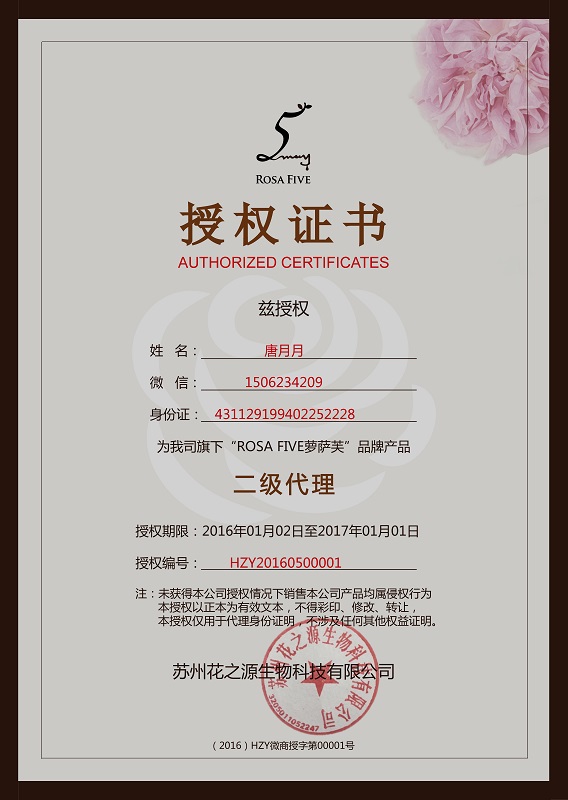 5
may
ROSA FIVE
授权证书
AUTHORIZED CERTIFICATES
兹授权
姓 名：唐月月
微 信：1506234209
身份证：431129199402252228
为我司旗下“ROSA FIVE萝萨芙”品牌产品
二级代理
授权期限：2016年01月02日至2017年01月01日
授权编号：HZY20160500001
注：未获得本公司授权情况下销售本公司产品均属侵权行为
本授权以正本为有效文本，不得彩印、修改、转让，
本授权仅用于代理身份证明，不涉及任何其他权益证明。
苏州花之源生物科技有限公司
苏州花之源生物科技有限公司
3205011052247
（2016）HZY微商授字第00001号